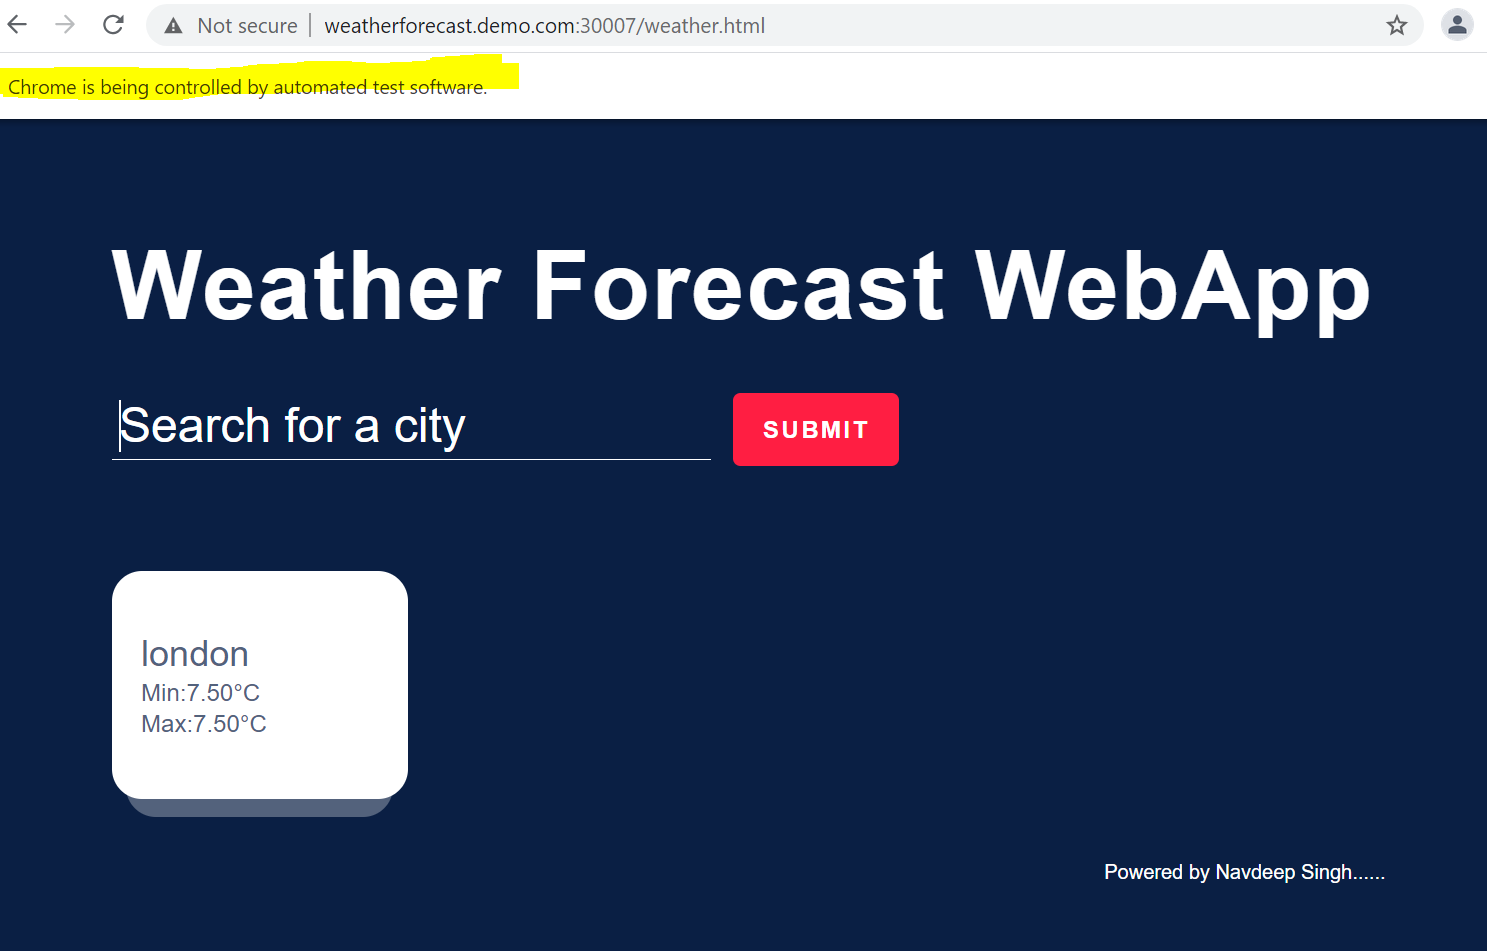 Not secure weatherforecast.demo.com:30007/weather.html
Chrome is being controlled by automated test software.
Weather Forecast WebApp
Search for a city
SUBMIT
london
Min:7.50°C
Max:7.50°C
Powered by Navdeep Singh......